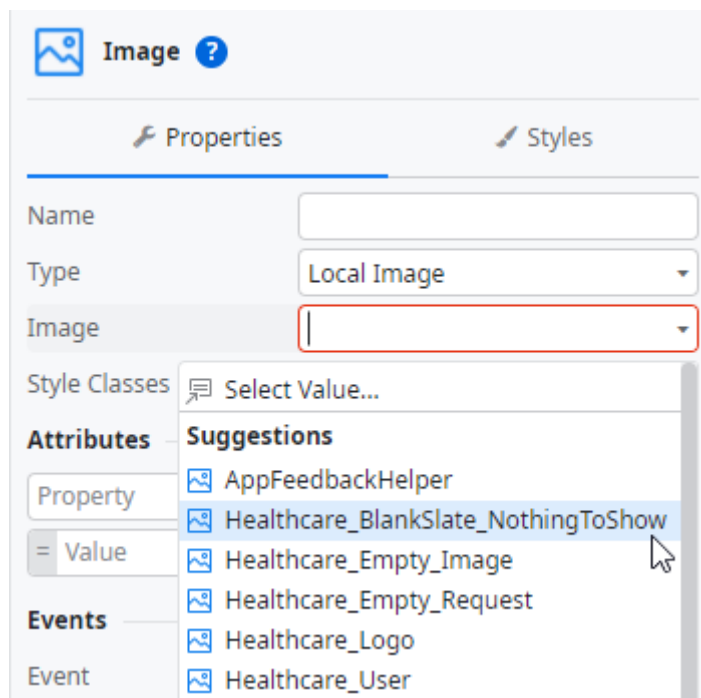 Image ?
Properties Styles
Name
Type Local Image
Image
Style Classes
Select Value...
Attributes
Suggestions
Property
AppFeedbackHelper
Healthcare_BlankSlate_NothingToShow
= Value
Healthcare_Empty_Image
Healthcare_Empty_Request
Events
Healthcare_Logo
Event
Healthcare_User